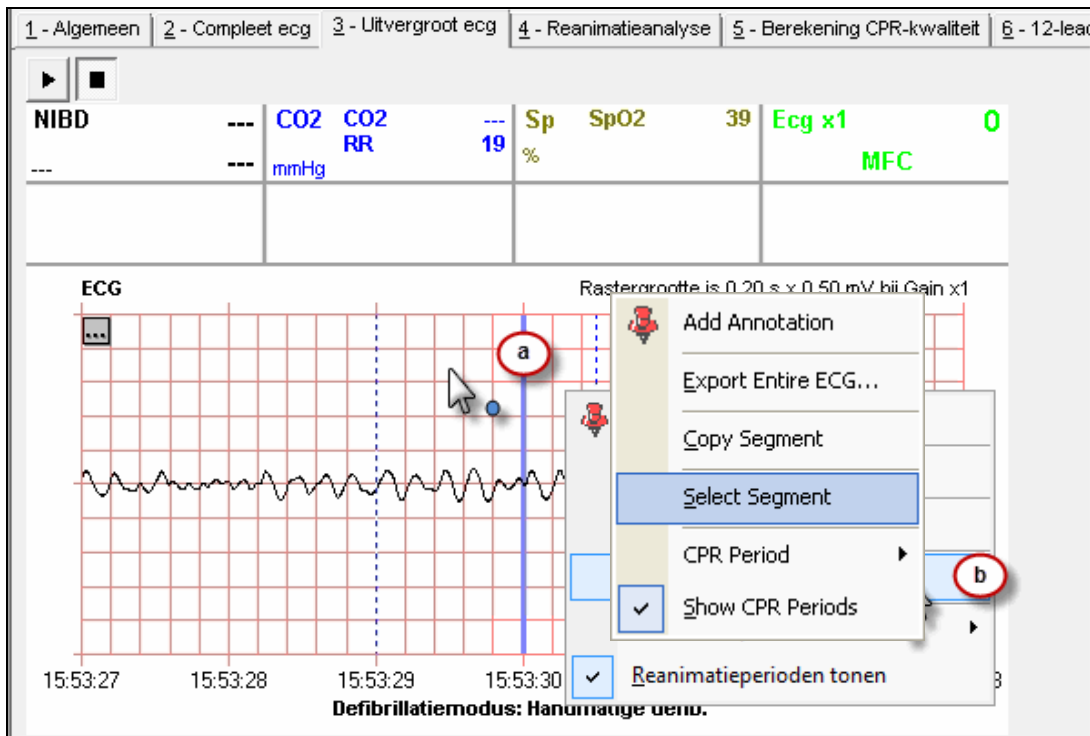 1 - Algemeen 2 - Compleet ecg 3 - Uitvergroot ecg 4 - Reanimatieanalyse 5 - Berekening CPR-kwaliteit 6 - 12-lead
NIBD --- CO2 CO2 --- Sp SpO2 39 Ecg x1 0
RR 19 % MFC
--- --- mmHg
ECG Rastergrootte is 0,20 s x 0,50 mV bij Gain x1
...
Add Annotation
a
Export Entire ECG...
Copy Segment
Select Segment
CPR Period
b
Show CPR Periods
Reanimatieperioden tonen
15:53:27 15:53:28 15:53:29 15:53:30
Defibrillatiemodus: Handmatige defib.